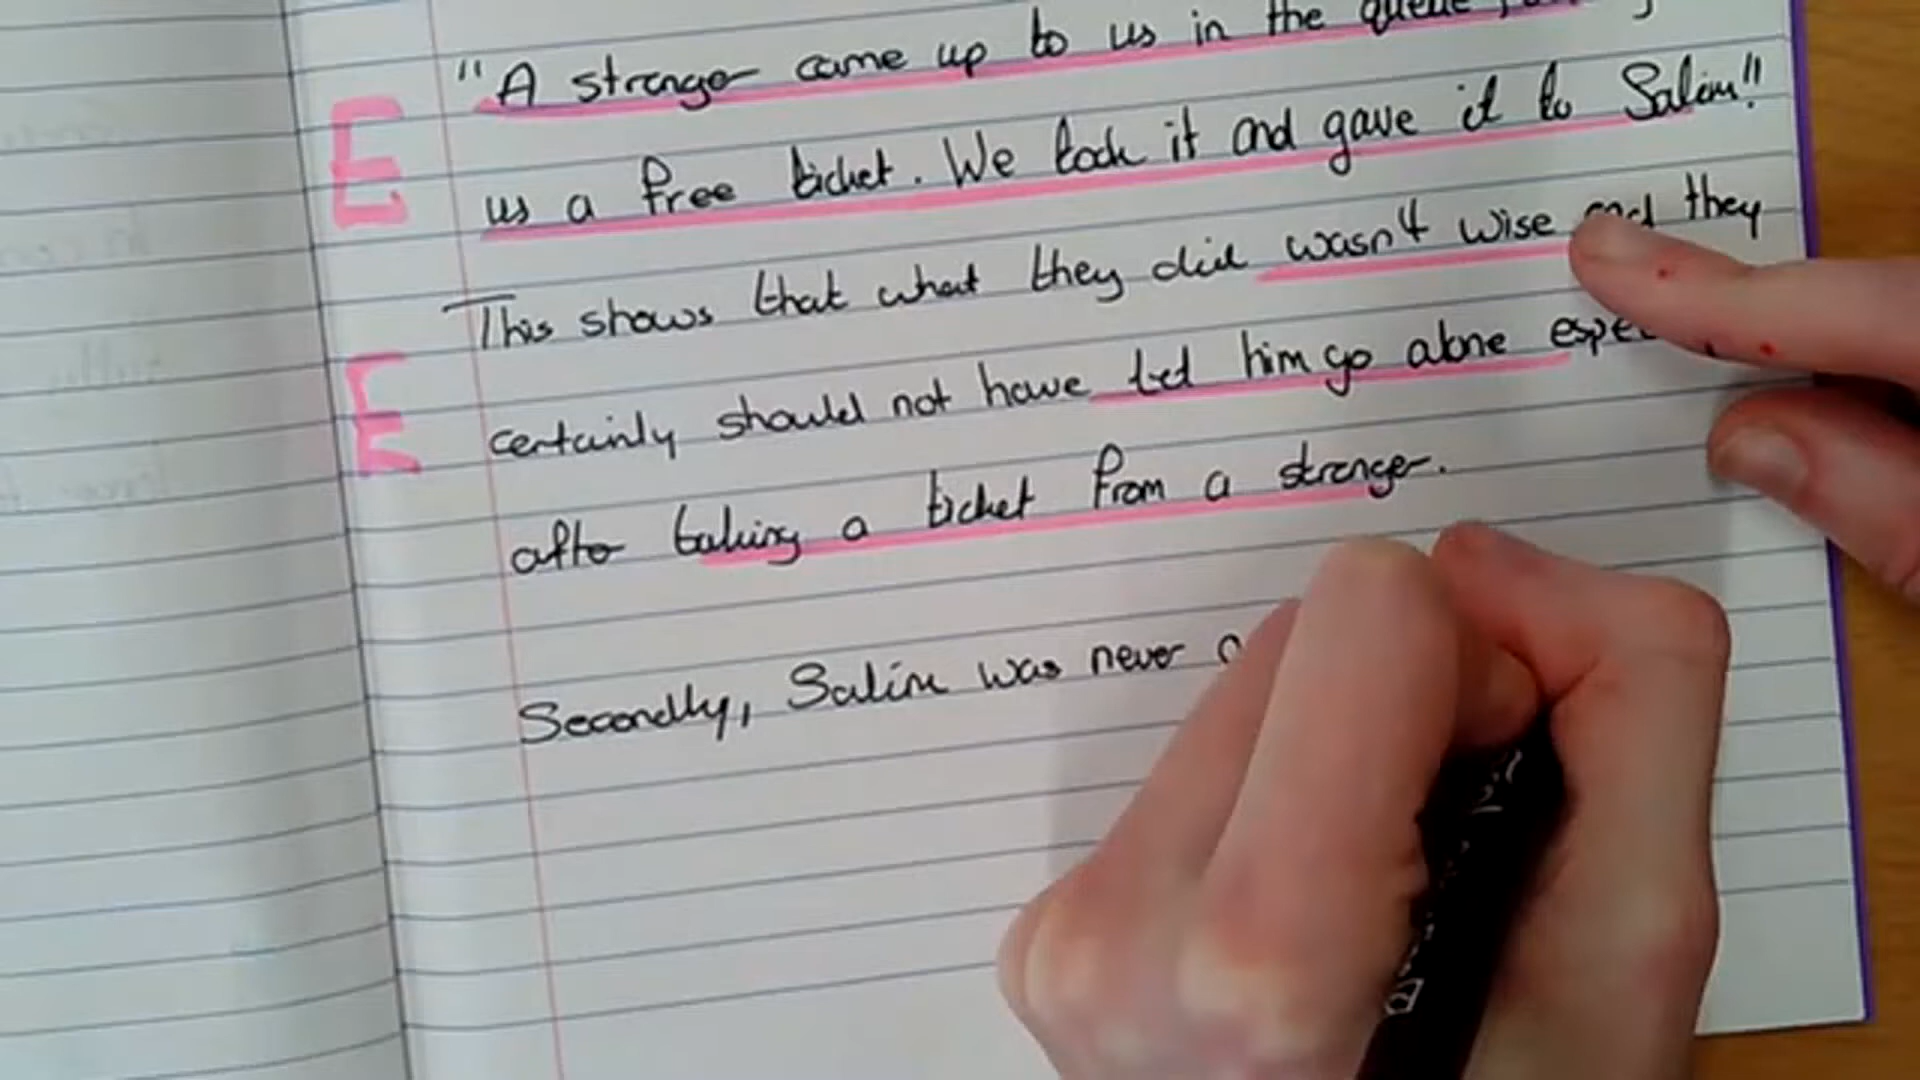 "A stranger came up to us in the queue
E us a free ticket. We took it and gave it to Salim!"
This shows that what they did wasn't wise and they
E certainly should not have let him go alone
after taking a ticket from a stranger.
Secondly, Salim was never